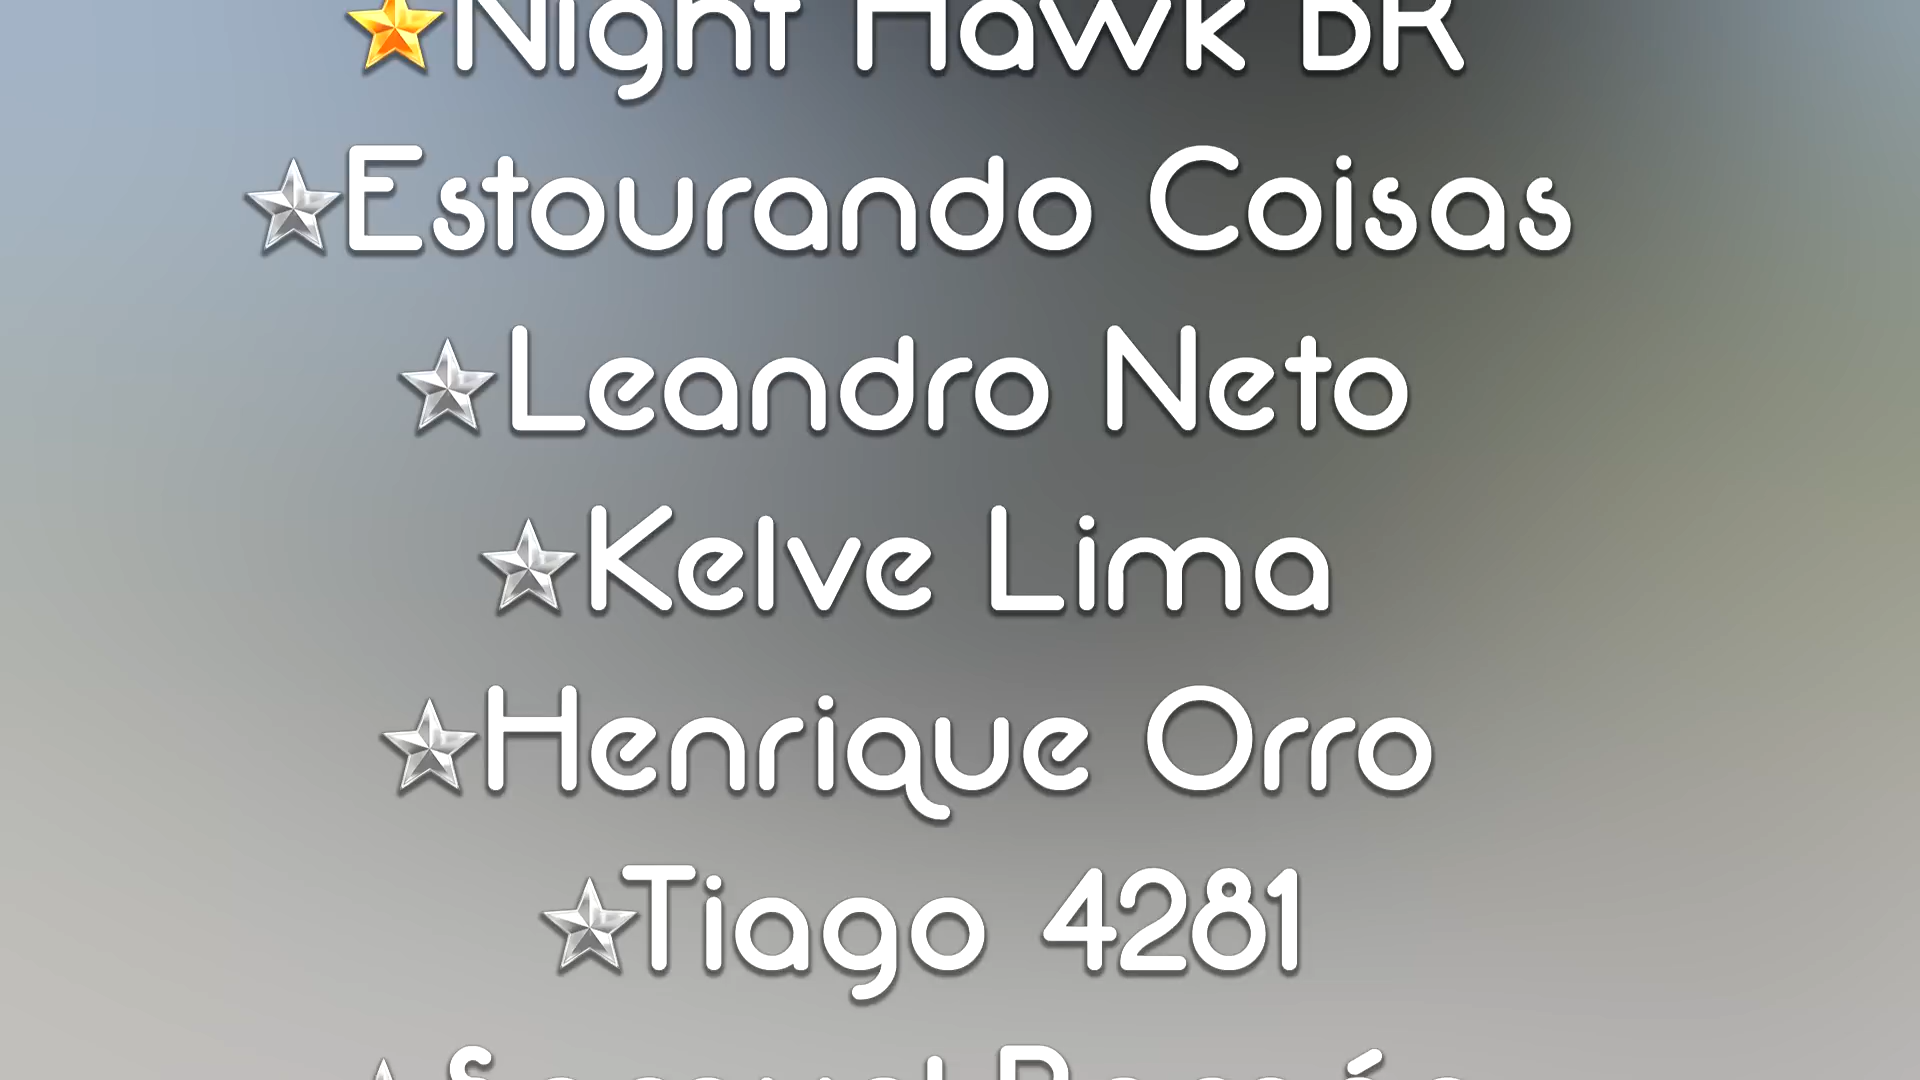 Night Hawk BR
Estourando Coisas
Leandro Neto
Kelve Lima
Henrique Orro
Tiago 4281